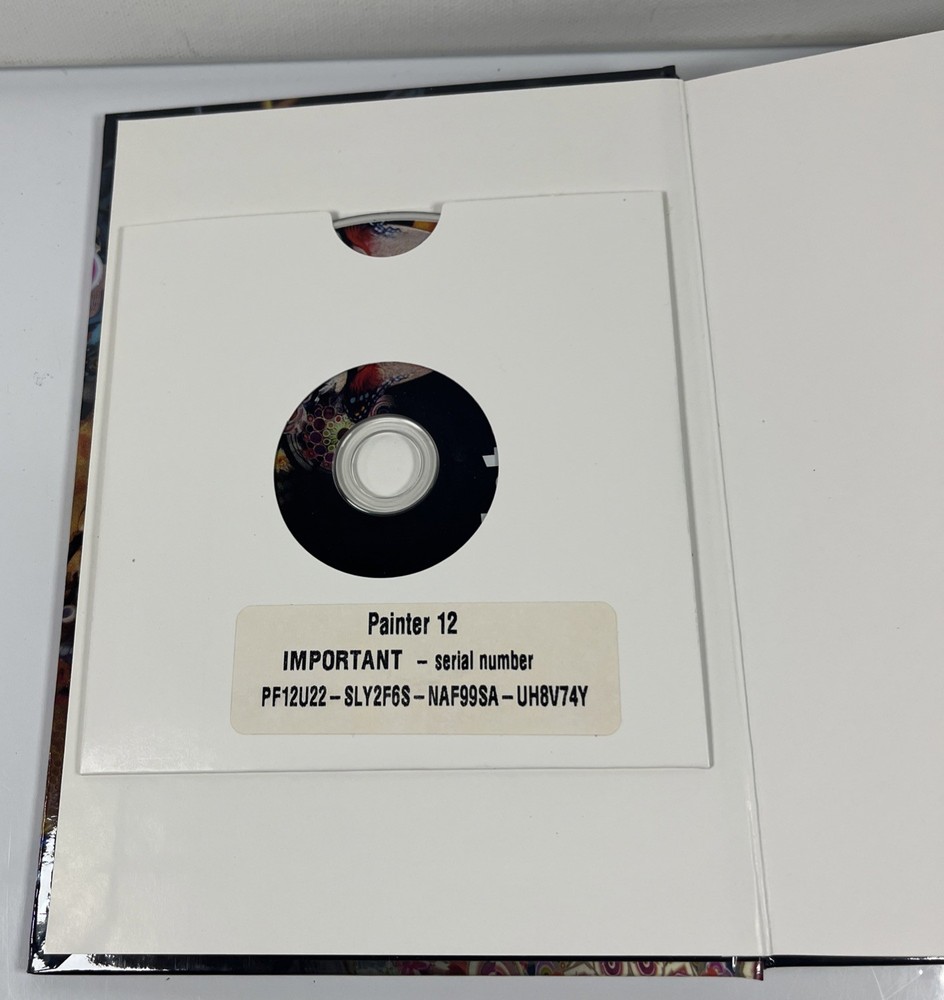 Painter 12
IMPORTANT – serial number
PF12U22 – SLY2F6S – NAF99SA – UH8V74Y